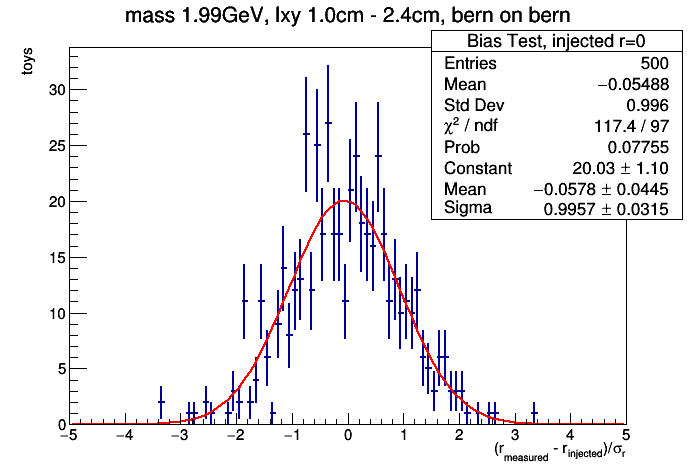 mass 1.99GeV, lxy 1.0cm - 2.4cm, bern on bern
toys
Bias Test, injected r=0
Entries 500
Mean −0.05488
Std Dev 0.996
χ² / ndf 117.4 / 97
Prob 0.07755
Constant 20.03 ± 1.10
Mean −0.0578 ± 0.0445
Sigma 0.9957 ± 0.0315
30
25
20
15
10
5
0
−5 −4 −3 −2 −1 0 1 2 3 4 5
(r_measured - r_injected)/σ_r